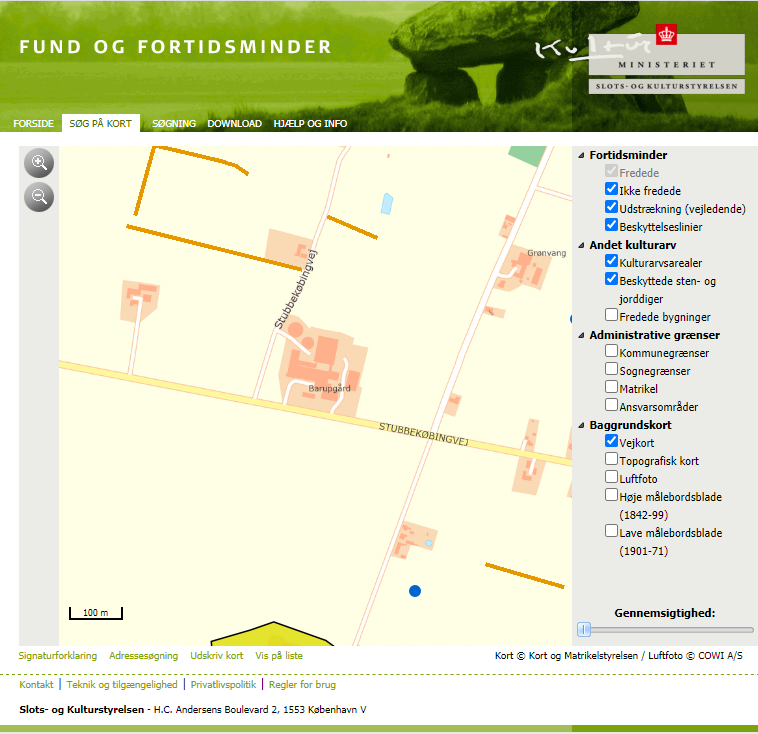 FUND OG FORTIDSMINDER
Kultur
MINISTERIET
SLOTS- OG KULTURSTYRELSEN
FORSIDE SØG PÅ KORT SØGNING DOWNLOAD HJÆLP OG INFO
Stubbekøbingvej
Grønvang
Barupgård
STUBBEKØBINGVEJ
100 m
Fortidsminder
Fredede
Ikke fredede
Udstrækning (vejledende)
Beskyttelseslinier
Andet kulturarv
Kulturarvsarealer
Beskyttede sten- og
jorddiger
Fredede bygninger
Administrative grænser
Kommunegrænser
Sognegrænser
Matrikel
Ansvarsområder
Baggrundskort
Vejkort
Topografisk kort
Luftfoto
Høje målebordsblade
(1842-99)
Lave målebordsblade
(1901-71)
Gennemsigtighed:
Signaturforklaring Adressesøgning Udskriv kort Vis på liste
Kort © Kort og Matrikelstyrelsen / Luftfoto © COWI A/S
Kontakt | Teknik og tilgængelighed | Privatlivspolitik | Regler for brug
Slots- og Kulturstyrelsen - H.C. Andersens Boulevard 2, 1553 København V